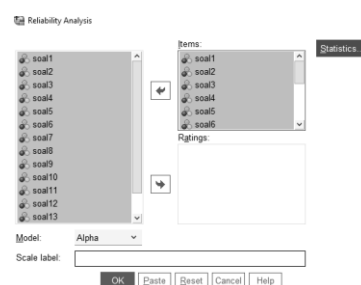 Reliability Analysis
Items:
Statistics..
soal1
soal2
soal3
soal4
soal5
soal6
soal7
soal8
soal9
soal10
soal11
soal12
soal13
soal1
soal2
soal3
soal4
soal5
soal6
Ratings:
Model:
Alpha
Scale label:
OK Paste Reset Cancel Help